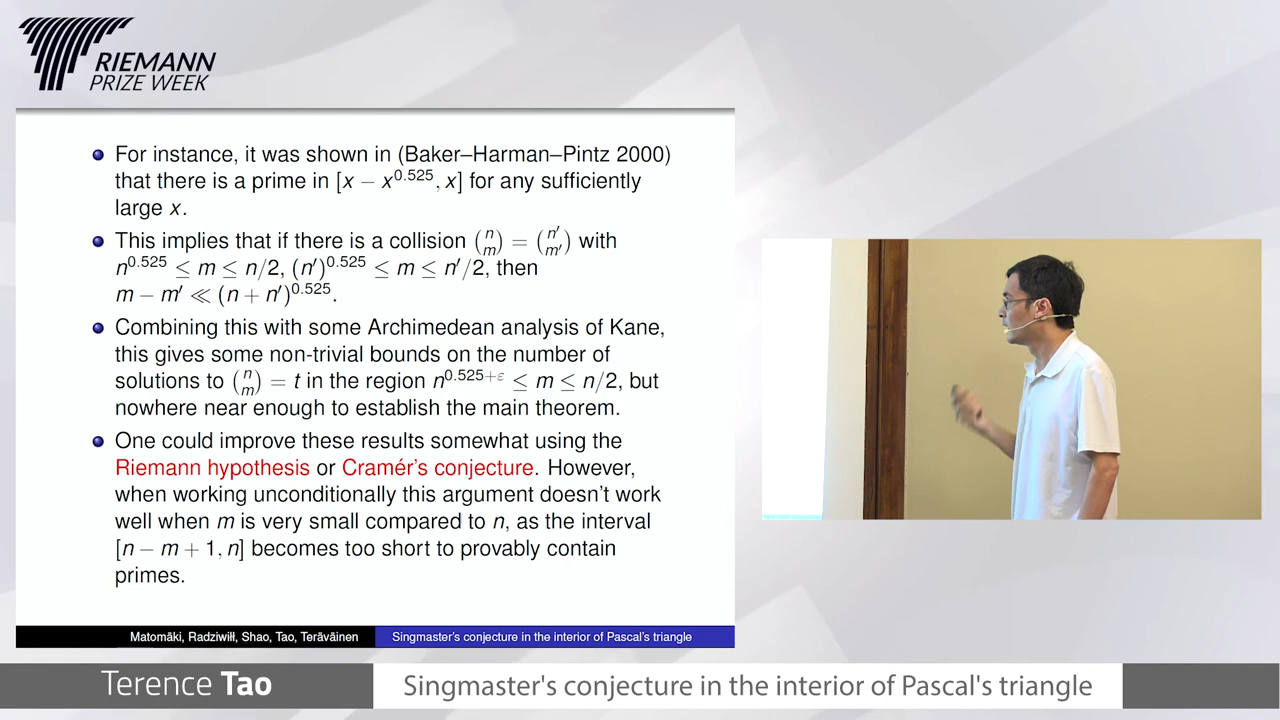 RIEMANN
PRIZE WEEK
For instance, it was shown in (Baker–Harman–Pintz 2000)
that there is a prime in [x − x^0.525, x] for any sufficiently
large x.
This implies that if there is a collision (n m) = (n′ m′) with
n^0.525 ≤ m ≤ n/2, (n′)^0.525 ≤ m ≤ n′/2, then
m − m′ ≪ (n + n′)^0.525.
Combining this with some Archimedean analysis of Kane,
this gives some non-trivial bounds on the number of
solutions to (n m) = t in the region n^0.525+ε ≤ m ≤ n/2, but
nowhere near enough to establish the main theorem.
One could improve these results somewhat using the
Riemann hypothesis or Cramér's conjecture. However,
when working unconditionally this argument doesn't work
well when m is very small compared to n, as the interval
[n − m + 1, n] becomes too short to provably contain
primes.
Matomäki, Radziwiłł, Shao, Tao, Teräväinen
Singmaster's conjecture in the interior of Pascal's triangle
Terence Tao
Singmaster's conjecture in the interior of Pascal's triangle